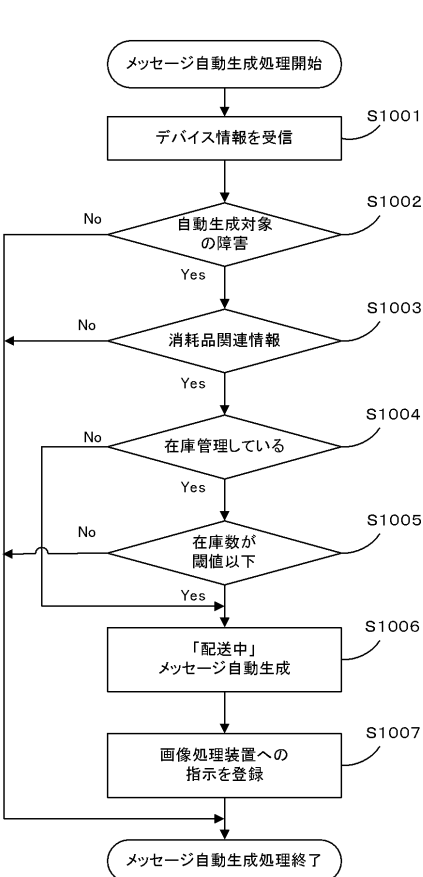 メッセージ自動生成処理開始
S1001
デバイス情報を受信
S1002
No
自動生成対象
の障害
Yes
S1003
No
消耗品関連情報
Yes
S1004
No
在庫管理している
Yes
S1005
No
在庫数が
閾値以下
Yes
S1006
「配送中」
メッセージ自動生成
S1007
画像処理装置への
指示を登録
メッセージ自動生成処理終了